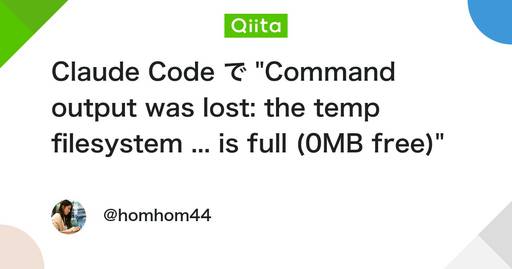 Qiita
Claude Code で "Command
output was lost: the temp
filesystem ... is full (0MB free)"
@homhom44